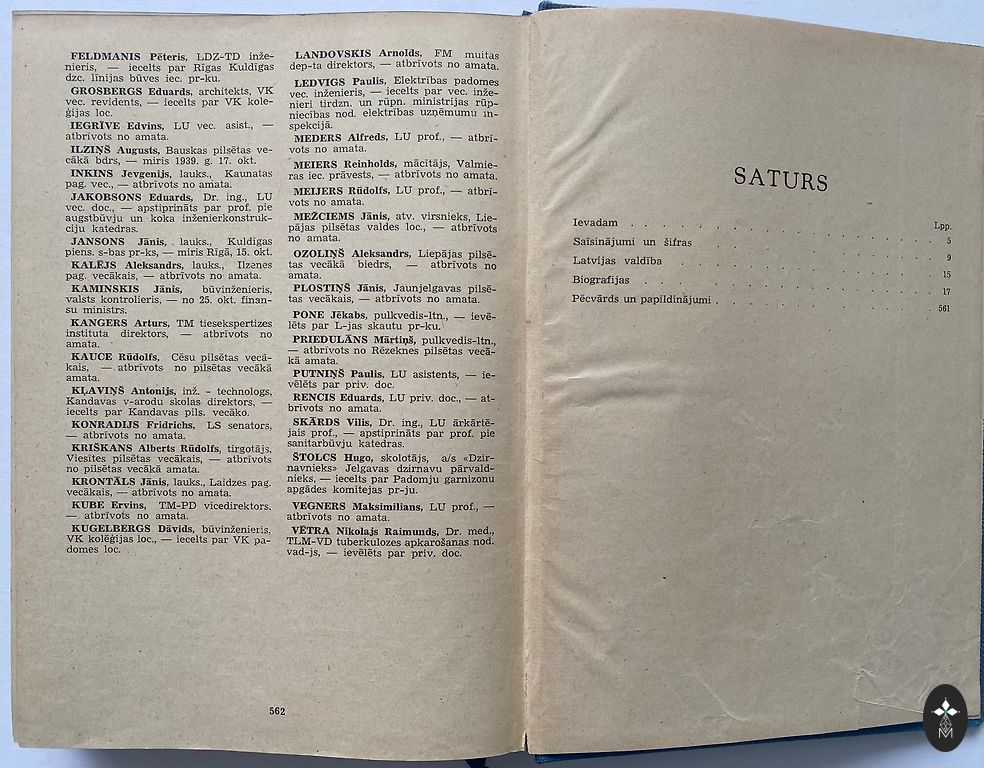 FELDMANIS Pēteris, LDZ-TD inže-
nieris, — iecelts par Rīgas Kuldīgas
dzc. līnijas būves iec. pr-ku.
GROSBERGS Eduards, architekts, VK
vec. revidents, — iecelts par VK kole-
ģijas loc.
IEGRĪVE Edvins, LU vec. asist., —
atbrīvots no amata.
ILZIŅŠ Augusts, Bauskas pilsētas ve-
cākā bdrs, — miris 1939. g. 17. okt.
INKINS Jevgenijs, lauks., Kaunatas
pag. vec., — atbrīvots no amata.
JAKOBSONS Eduards, Dr. ing., LU
vec. doc., — apstiprināts par prof. pie
augstbūvju un koka inženierkonstruk-
ciju katedras.
JANSONS Jānis, lauks., Kuldīgas
piens. s-bas pr-ks, — miris Rīgā, 15. okt.
KALĒJS Aleksandrs, lauks., Ilzenes
pag. vecākais, — atbrīvots no amata.
KAMINSKIS Jānis, būvinženieris,
valsts kontrolieris, — no 25. okt. finan-
su ministrs.
KANGERS Arturs, TM tiesekspertizes
instituta direktors, — atbrīvots no
amata.
KAUCE Rūdolfs, Cēsu pilsētas vecā-
kais, — atbrīvots no pilsētas vecākā
amata.
KĻAVIŅŠ Antonijs, inž. - technologs,
Kandavas v-arodu skolas direktors, —
iecelts par Kandavas pils. vecāko.
KONRADIJS Fridrichs, LS senators,
— atbrīvots no amata.
KRIŠKANS Alberts Rūdolfs, tirgotājs,
Viesītes pilsētas vecākais, — atbrīvots
no pilsētas vecākā amata.
KRONTĀLS Jānis, lauks., Laidzes pag.
vecākais, — atbrīvots no amata.
KUBE Ervins, TM-PD vicedirektors,
— atbrīvots no amata.
KUGELBERGS Dāvids, būvinženieris,
VK kolēģijas loc., — iecelts par VK pa-
domes loc.
LANDOVSKIS Arnolds, FM muitas
dep-ta direktors, — atbrīvots no amata.
LEDVIGS Paulis, Elektrības padomes
vec. inženieris, — iecelts par vec. inže-
nieri tirdzn. un rūpn. ministrijas rūp-
niecības nod. elektrības uzņēmumu in-
spekcijā.
MEDERS Alfreds, LU prof., — atbrī-
vots no amata.
MEIERS Reinholds, mācītājs, Valmie-
ras iec. prāvests, — atbrīvots no amata.
MEIJERS Rūdolfs, LU prof., — atbrī-
vots no amata.
MEŽCIEMS Jānis, atv. virsnieks, Lie-
pājas pilsētas valdes loc., — atbrīvots
no amata.
OZOLIŅŠ Aleksandrs, Liepājas pilsē-
tas vecākā biedrs, — atbrīvots no
amata.
PLOSTIŅŠ Jānis, Jaunjelgavas pilsē-
tas vecākais, — atbrīvots no amata.
PONE Jēkabs, pulkvedis-ltn., — ievē-
lēts par L-jas skautu pr-ku.
PRIEDULĀNS Mārtiņš, pulkvedis-ltn.,
— atbrīvots no Rēzeknes pilsētas vecā-
kā amata.
PUTNIŅŠ Paulis, LU asistents, — ie-
vēlēts par priv. doc.
RENCIS Eduards, LU priv. doc., — at-
brīvots no amata.
SKĀRDS Vilis, Dr. ing., LU ārkārtē-
jais prof., — apstiprināts par prof. pie
sanitarbūvju katedras.
ŠTOLCS Hugo, skolotājs, a/s «Dzir-
navnieks» Jelgavas dzirnavu pārvald-
nieks, — iecelts par Padomju garnizonu
apgādes komitejas pr-ju.
VEGNERS Maksimilians, LU prof., —
atbrīvots no amata.
VĒTRA Nikolajs Raimunds, Dr. med.,
TLM-VD tuberkulozes apkarošanas nod.
vad-js, — ievēlēts par priv. doc.
562
SATURS
Lpp.
Ievadam . . . . . 5
Saīsinājumi un šifras . . . . . 9
Latvijas valdība . . . . . 15
Biografijas . . . . . 17
Pēcvārds un papildinājumi . . . . . 561
M